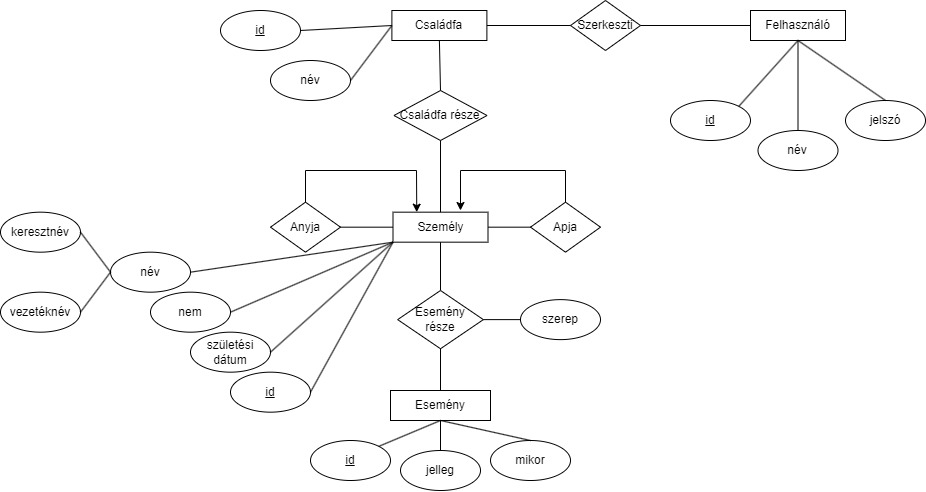 Családfa
Szerkeszti
Felhasználó
id
név
Családfa része
id
név
jelszó
Anyja
Személy
Apja
keresztnév
név
vezetéknév
nem
születési
dátum
id
Esemény
része
szerep
Esemény
id
jelleg
mikor